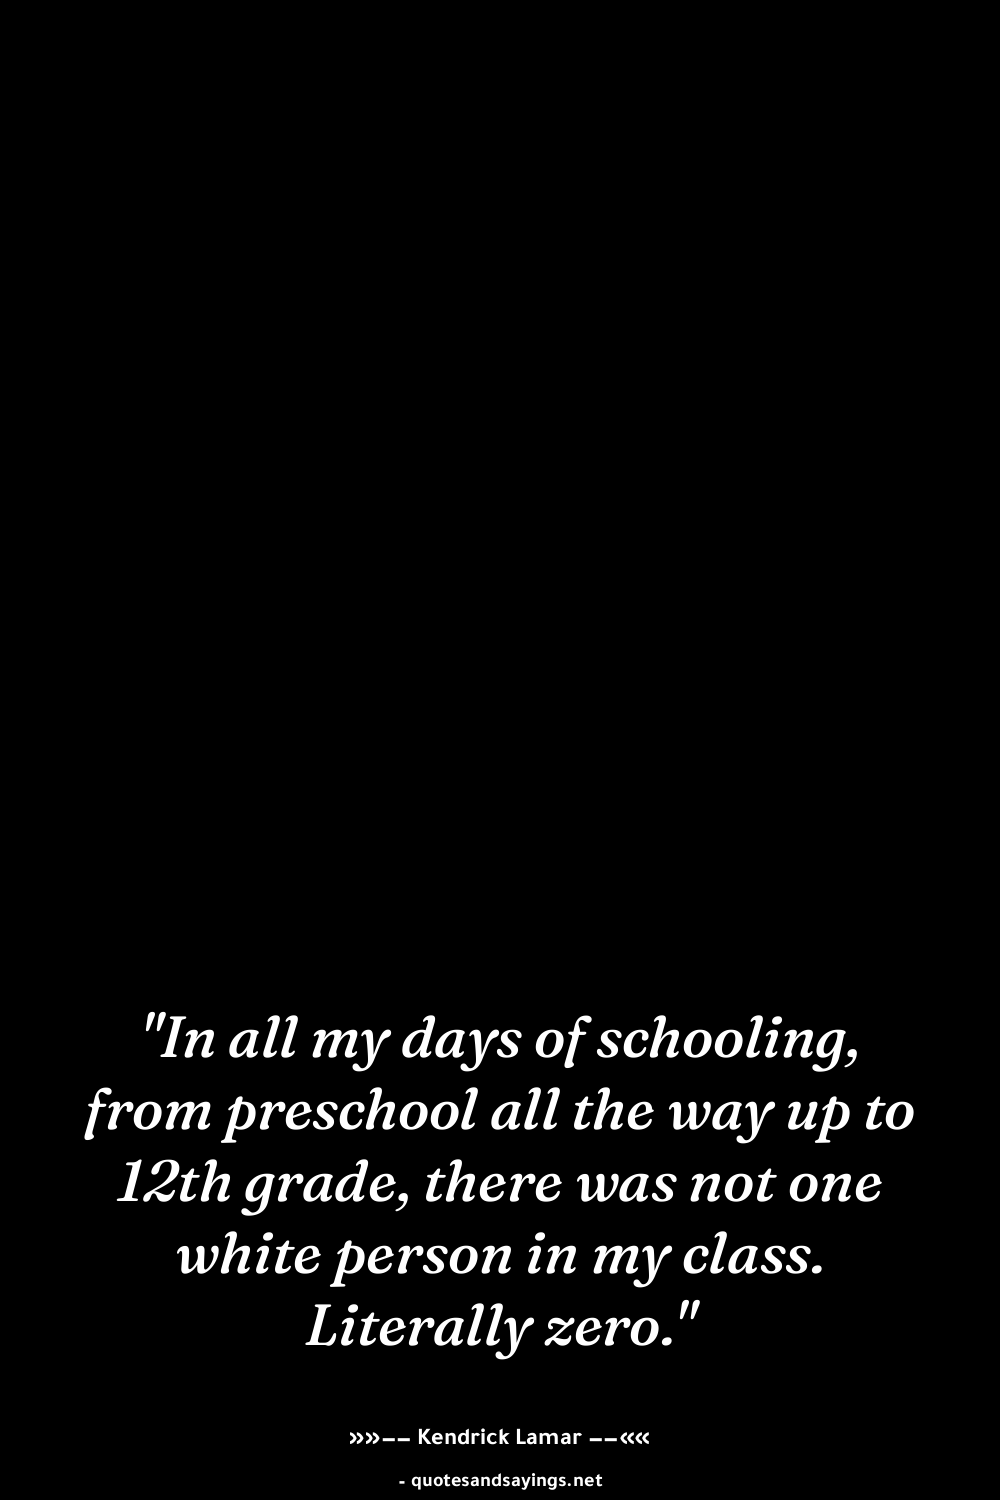 "In all my days of schooling,
from preschool all the way up to
12th grade, there was not one
white person in my class.
Literally zero."
»»−− Kendrick Lamar −−««
- quotesandsayings.net